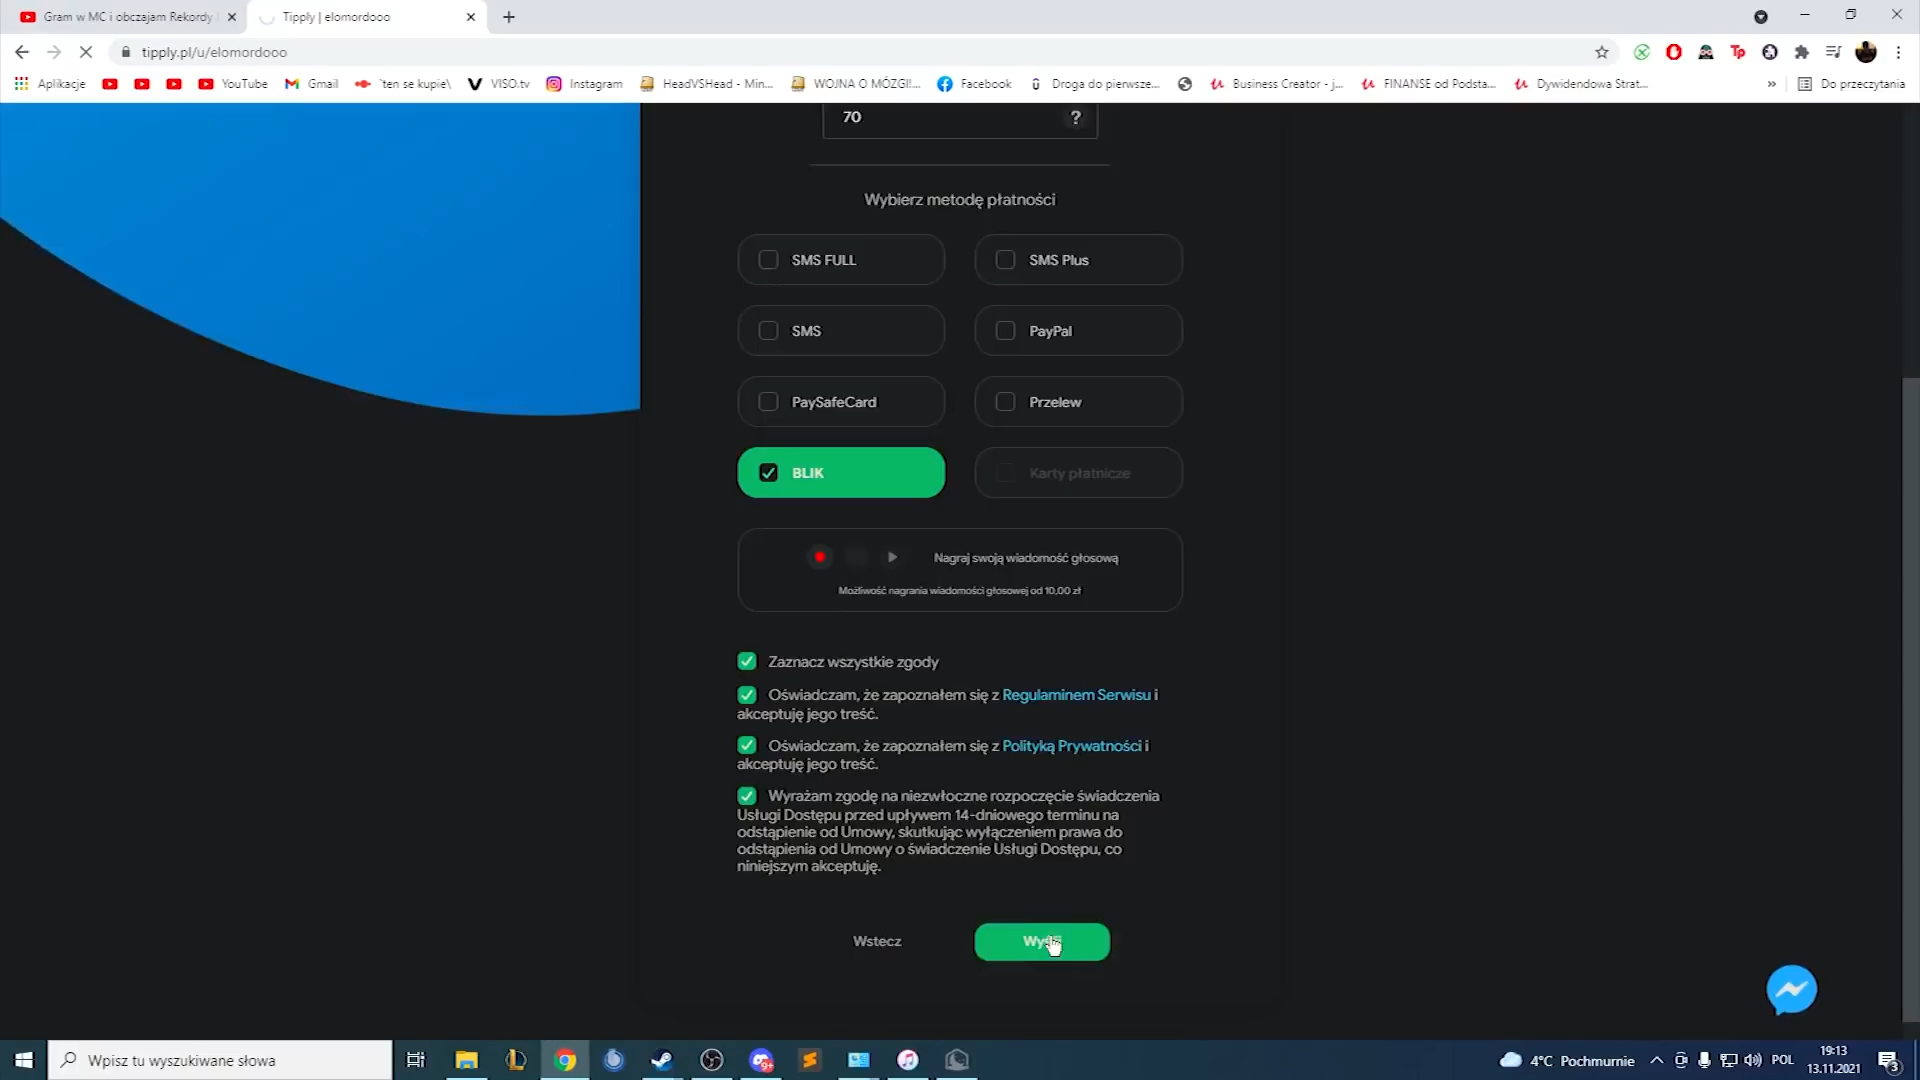 Gram w MC i obczajam Rekordy
Tipply | elomordooo
tipply.pl/u/elomordooo
Aplikacje
YouTube
Gmail
`ten se kupie\
VISO.tv
Instagram
HeadVSHead - Min...
WOJNA O MÓZG!!...
Facebook
Droga do pierwsze...
Business Creator - j...
FINANSE od Podsta...
Dywidendowa Strat...
»
Do przeczytania
70
?
Wybierz metodę płatności
SMS FULL
SMS Plus
SMS
PayPal
PaySafeCard
Przelew
BLIK
Karty płatnicze
Nagraj swoją wiadomość głosową
Możliwość nagrania wiadomości głosowej od 10,00 zł
Zaznacz wszystkie zgody
Oświadczam, że zapoznałem się z Regulaminem Serwisu i
akceptuję jego treść.
Oświadczam, że zapoznałem się z Polityką Prywatności i
akceptuję jego treść.
Wyrażam zgodę na niezwłoczne rozpoczęcie świadczenia
Usługi Dostępu przed upływem 14-dniowego terminu na
odstąpienie od Umowy, skutkując wyłączeniem prawa do
odstąpienia od Umowy o świadczenie Usługi Dostępu, co
niniejszym akceptuję.
Wstecz
Wpisz tu wyszukiwane słowa
9+
4°C Pochmurnie
POL
19:13
13.11.2021
3